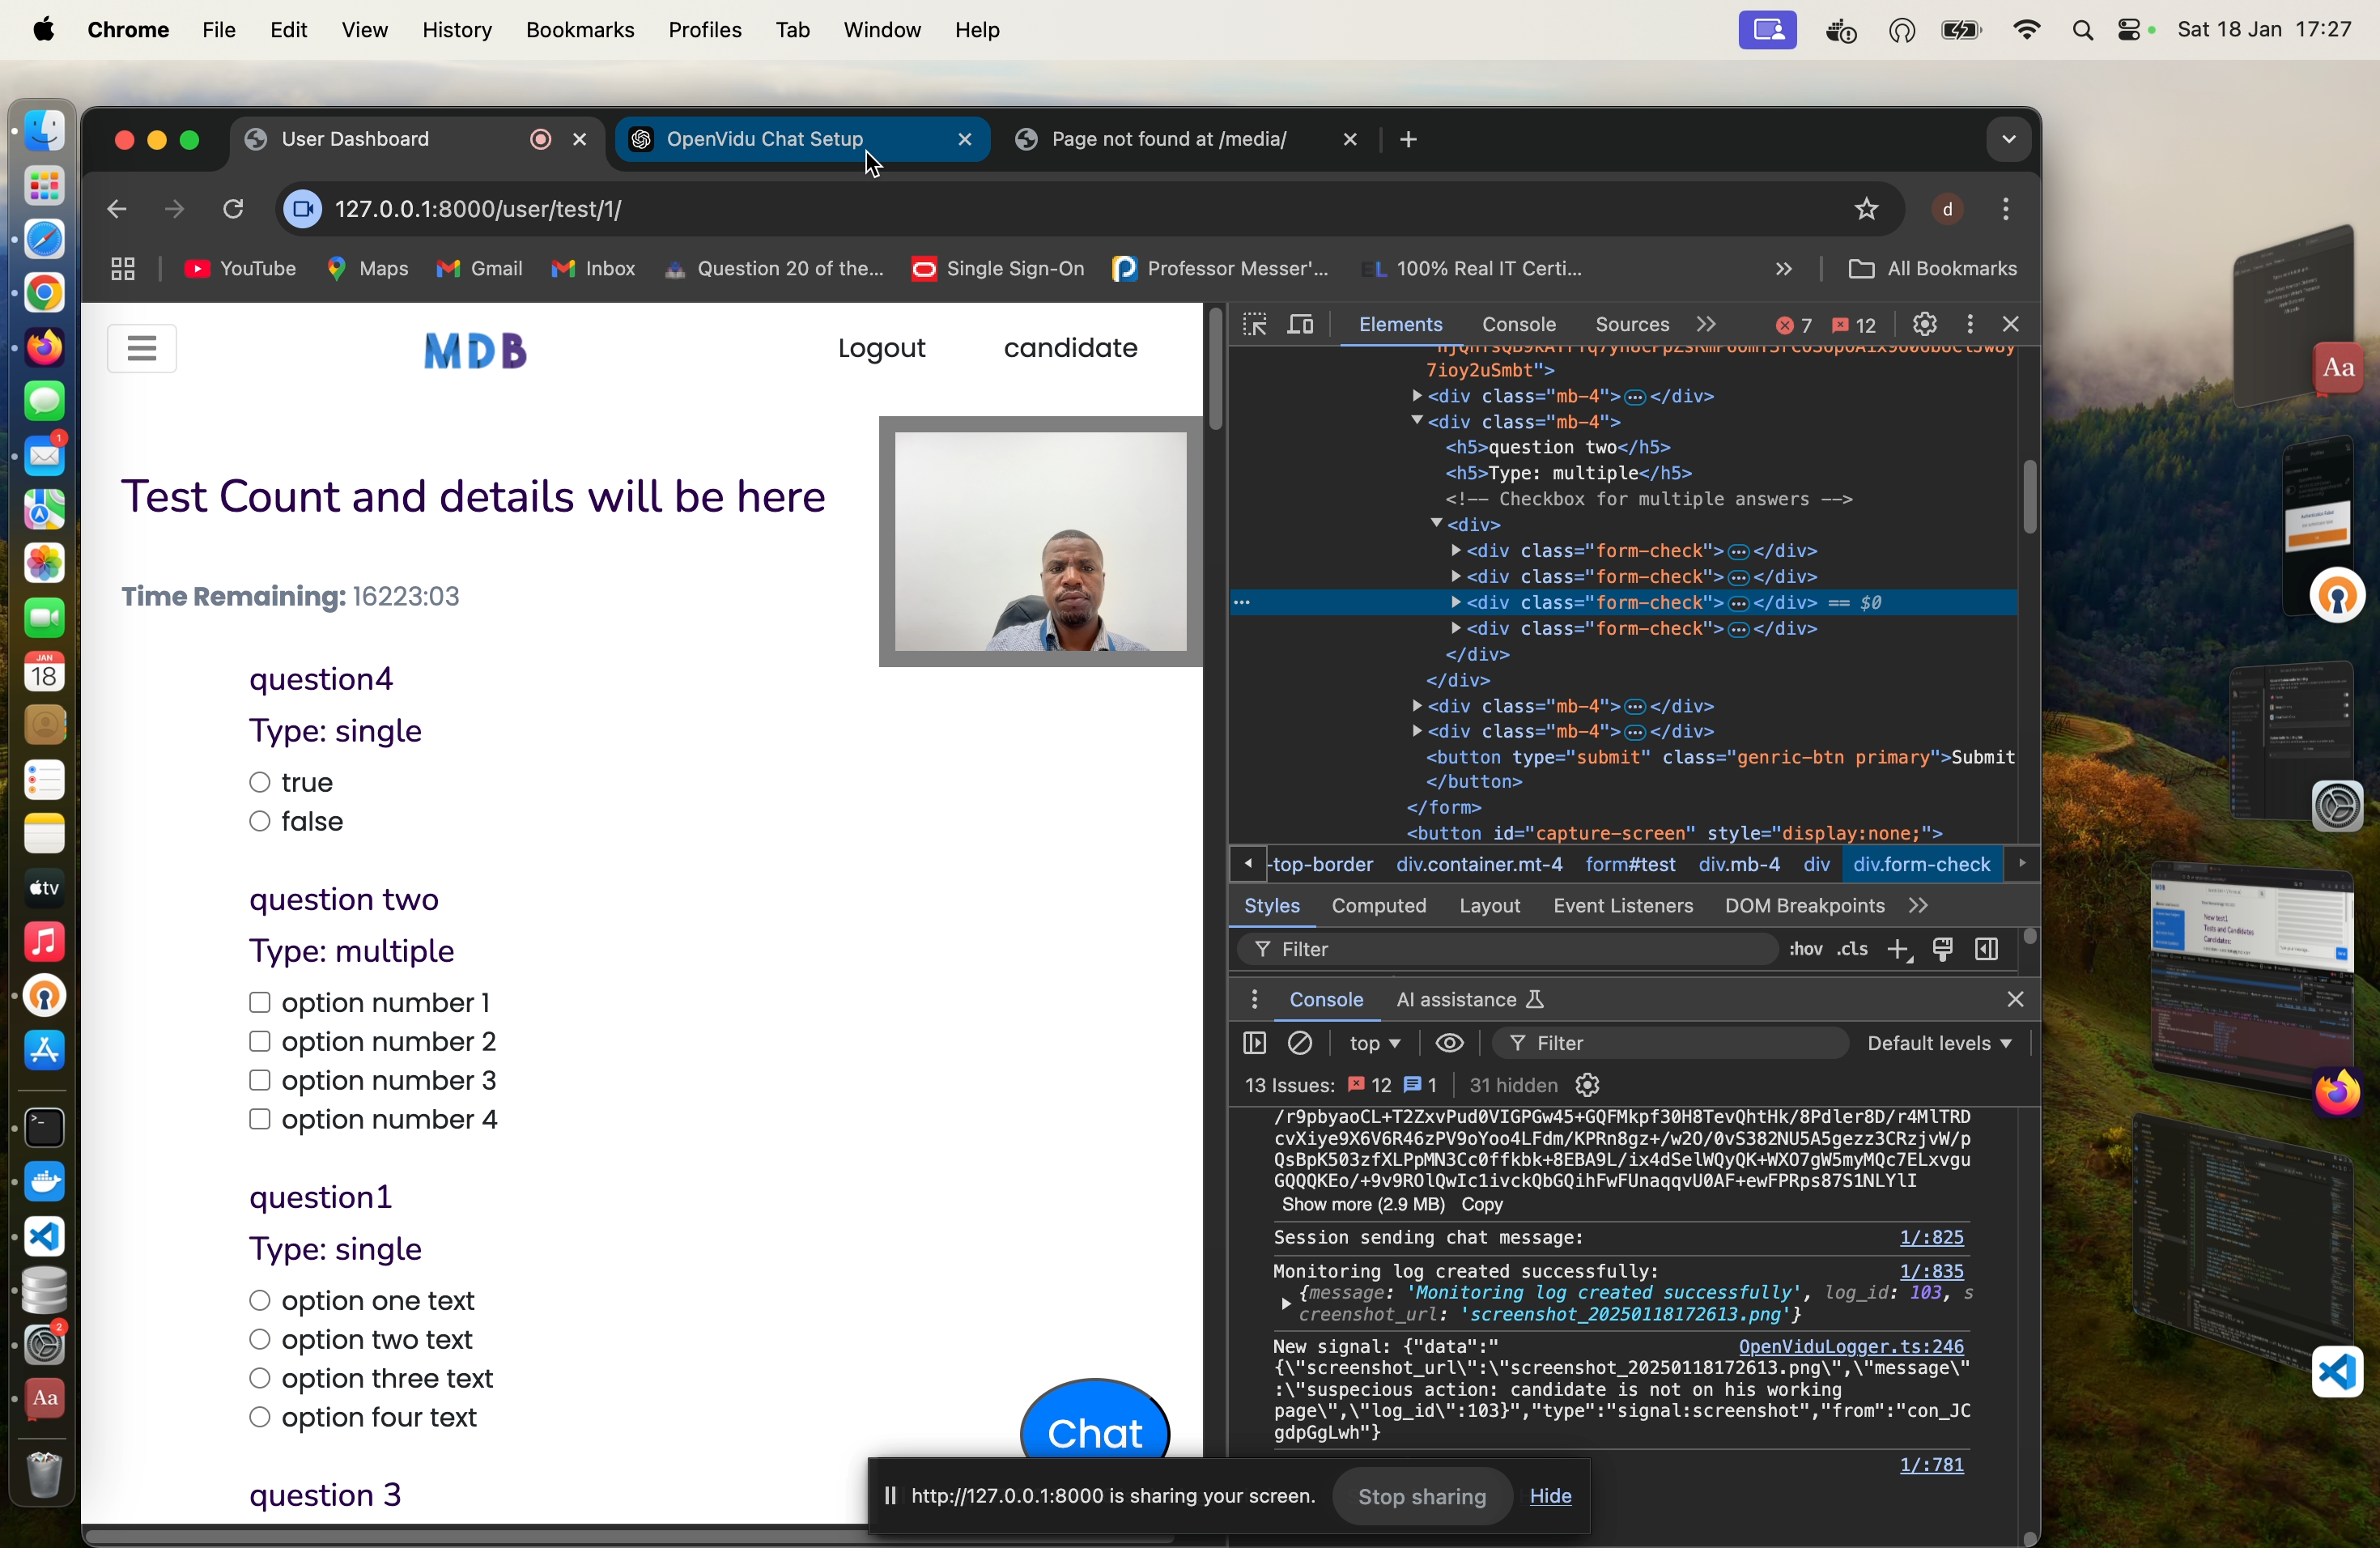 Chrome File Edit View History Bookmarks Profiles Tab Window Help
Sat 18 Jan 17:27
User Dashboard
OpenVidu Chat Setup
Page not found at /media/
127.0.0.1:8000/user/test/1/
d
YouTube
Maps
Gmail
Inbox
Question 20 of the...
Single Sign-On
Professor Messer'...
100% Real IT Certi...
All Bookmarks
MDB
Logout
candidate
Test Count and details will be here
Time Remaining: 16223:03
question4
Type: single
true
false
question two
Type: multiple
option number 1
option number 2
option number 3
option number 4
question1
Type: single
option one text
option two text
option three text
option four text
question 3
Chat
Elements Console Sources 7 12
7ioy2uSmbt">
<div class="mb-4"></div>
<div class="mb-4">
<h5>question two</h5>
<h5>Type: multiple</h5>
<!-- Checkbox for multiple answers -->
<div>
<div class="form-check"></div>
<div class="form-check"></div>
<div class="form-check"></div> == $0
<div class="form-check"></div>
</div>
</div>
<div class="mb-4"></div>
<div class="mb-4"></div>
<button type="submit" class="genric-btn primary">Submit
</button>
</form>
<button id="capture-screen" style="display:none;">
-top-border div.container.mt-4 form#test div.mb-4 div div.form-check
Styles Computed Layout Event Listeners DOM Breakpoints
Filter :hov .cls
Console AI assistance
top Filter Default levels
13 Issues: 12 1 31 hidden
/r9pbyaoCL+T2ZxvPud0VIGPGw45+GQFMkpf30H8TevQhtHk/8Pdler8D/r4MlTRD
cvXiye9X6V6R46zPV9oYoo4LFdm/KPRn8gz+/w2O/0vS382NU5A5gezz3CRzjvW/p
QsBpK503zfXLPpMN3Cc0ffkbk+8EBA9L/ix4dSelWQyQK+WXO7gW5myMQc7ELxvgu
GQQQKEo/+9v9ROlQwIc1ivckQbGQihFwFUnaqqvU0AF+ewFPRps87S1NLYlI
Show more (2.9 MB) Copy
Session sending chat message: 1/:825
Monitoring log created successfully: 1/:835
{message: 'Monitoring log created successfully', log_id: 103, s
creenshot_url: 'screenshot_20250118172613.png'}
New signal: {"data":" OpenViduLogger.ts:246
{\"screenshot_url\":\"screenshot_20250118172613.png\",\"message\"
:\"suspecious action: candidate is not on his working
page\",\"log_id\":103}","type":"signal:screenshot","from":"con_JC
gdpGgLwh"}
1/:781
http://127.0.0.1:8000 is sharing your screen.
Stop sharing
Hide
1
JAN
18
tv
2
Aa
Aa